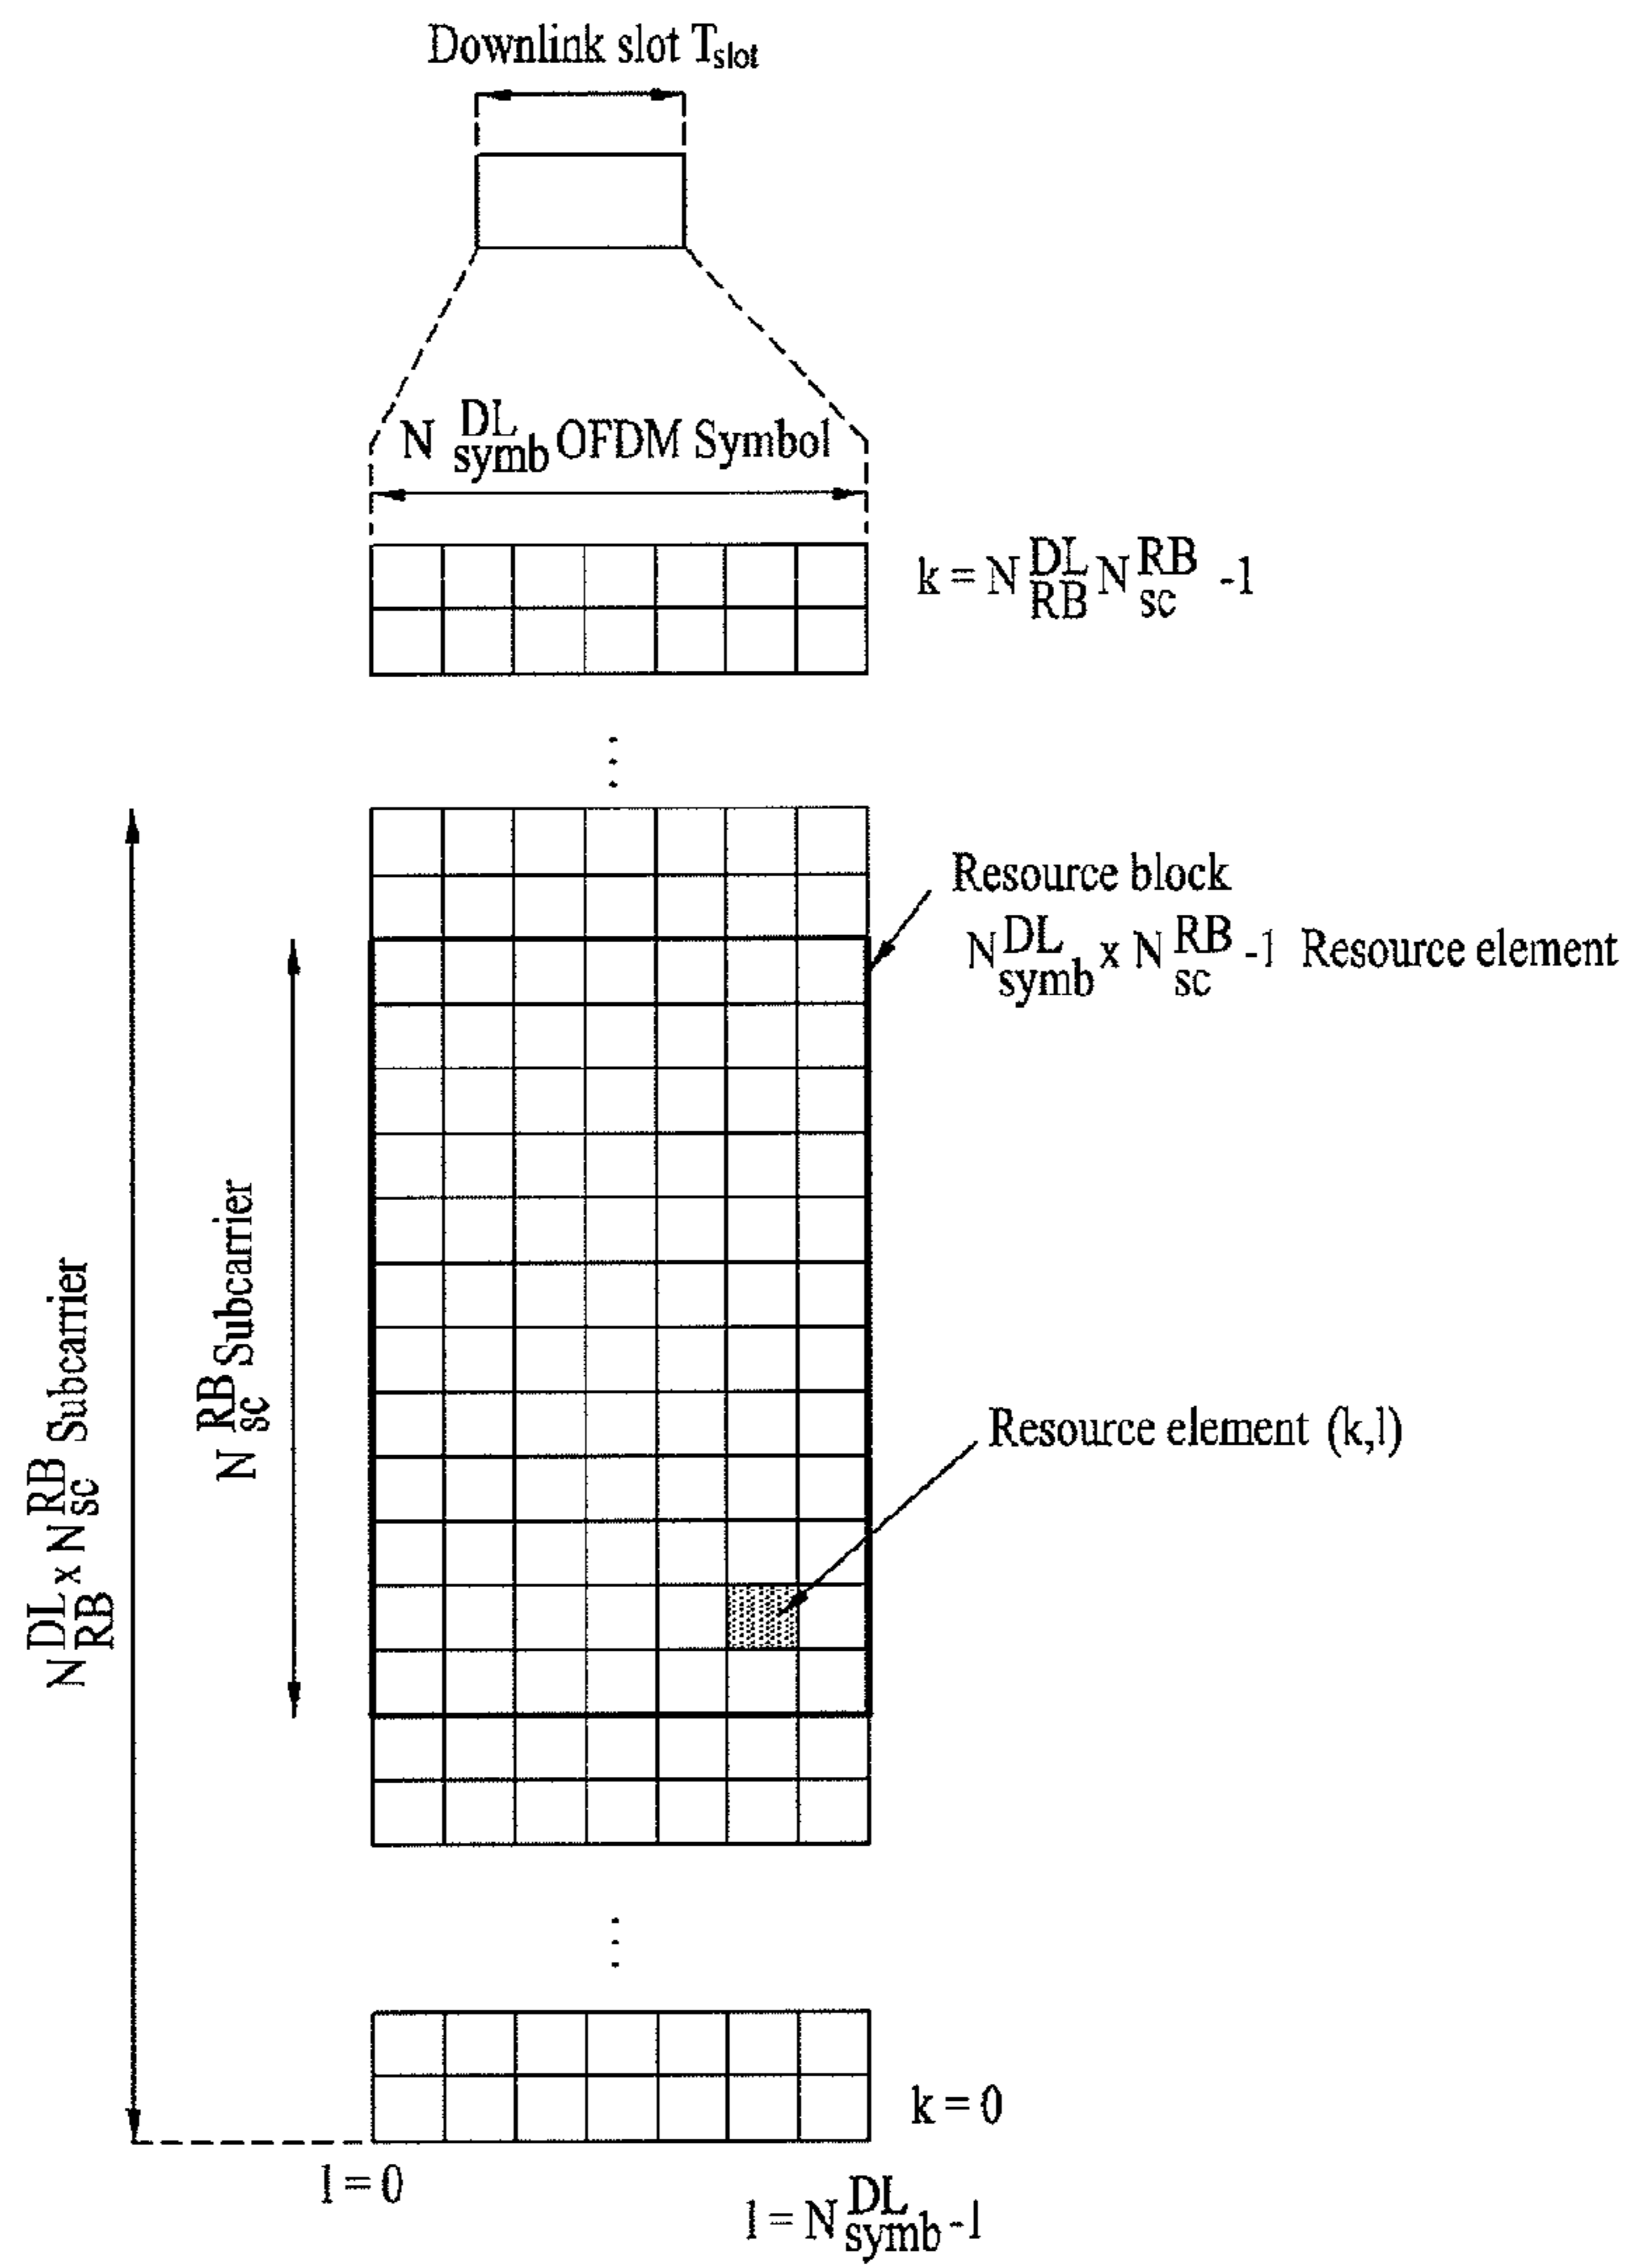 Downlink slot T_slot
N^DL_symb OFDM Symbol
k = N^DL_RB N^RB_sc -1
Resource block
N^DL_symb x N^RB_sc -1 Resource element
N^RB_sc Subcarrier
N^DL_RB x N^RB_sc Subcarrier
Resource element (k,l)
k = 0
l = 0
l = N^DL_symb -1